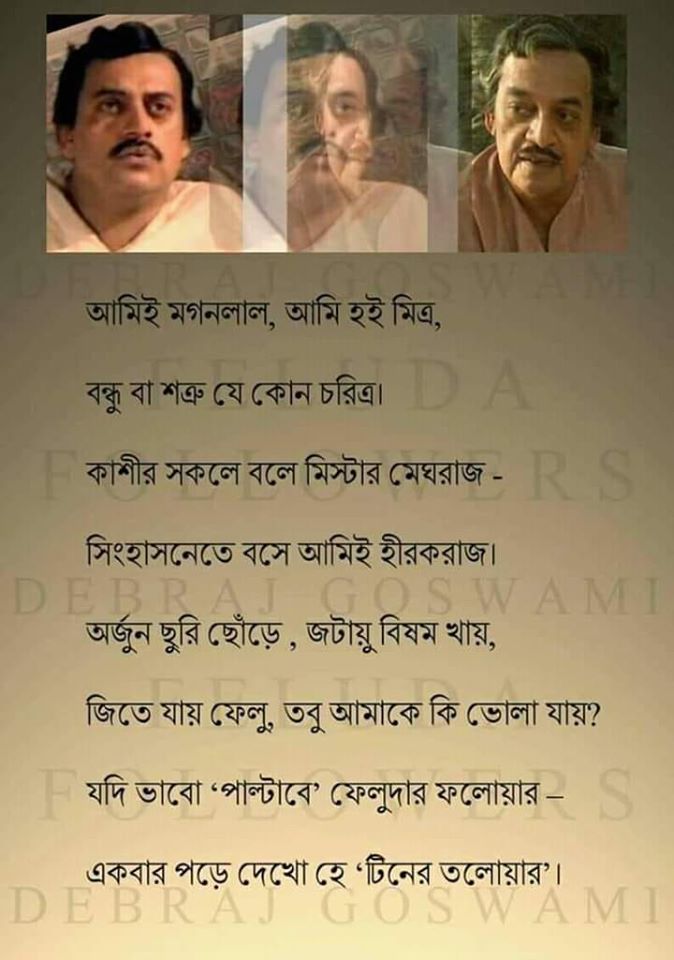 আমিই মগনলাল, আমি হই মিত্র,
বন্ধু বা শত্রু যে কোন চরিত্র।
কাশীর সকলে বলে মিস্টার মেঘরাজ -
সিংহাসনেতে বসে আমিই হীরকরাজ।
অর্জুন ছুরি ছোঁড়ে , জটায়ু বিষম খায়,
জিতে যায় ফেলু, তবু আমাকে কি ভোলা যায়?
যদি ভাবো ‘পাল্টাবে’ ফেলুদার ফলোয়ার –
একবার পড়ে দেখো হে ‘টিনের তলোয়ার’।
DEBRAJ GOSWAMI
FELUDA
FOLLOWERS
DEBRAJ GOSWAMI
FELUDA
FOLLOWERS
DEBRAJ GOSWAMI